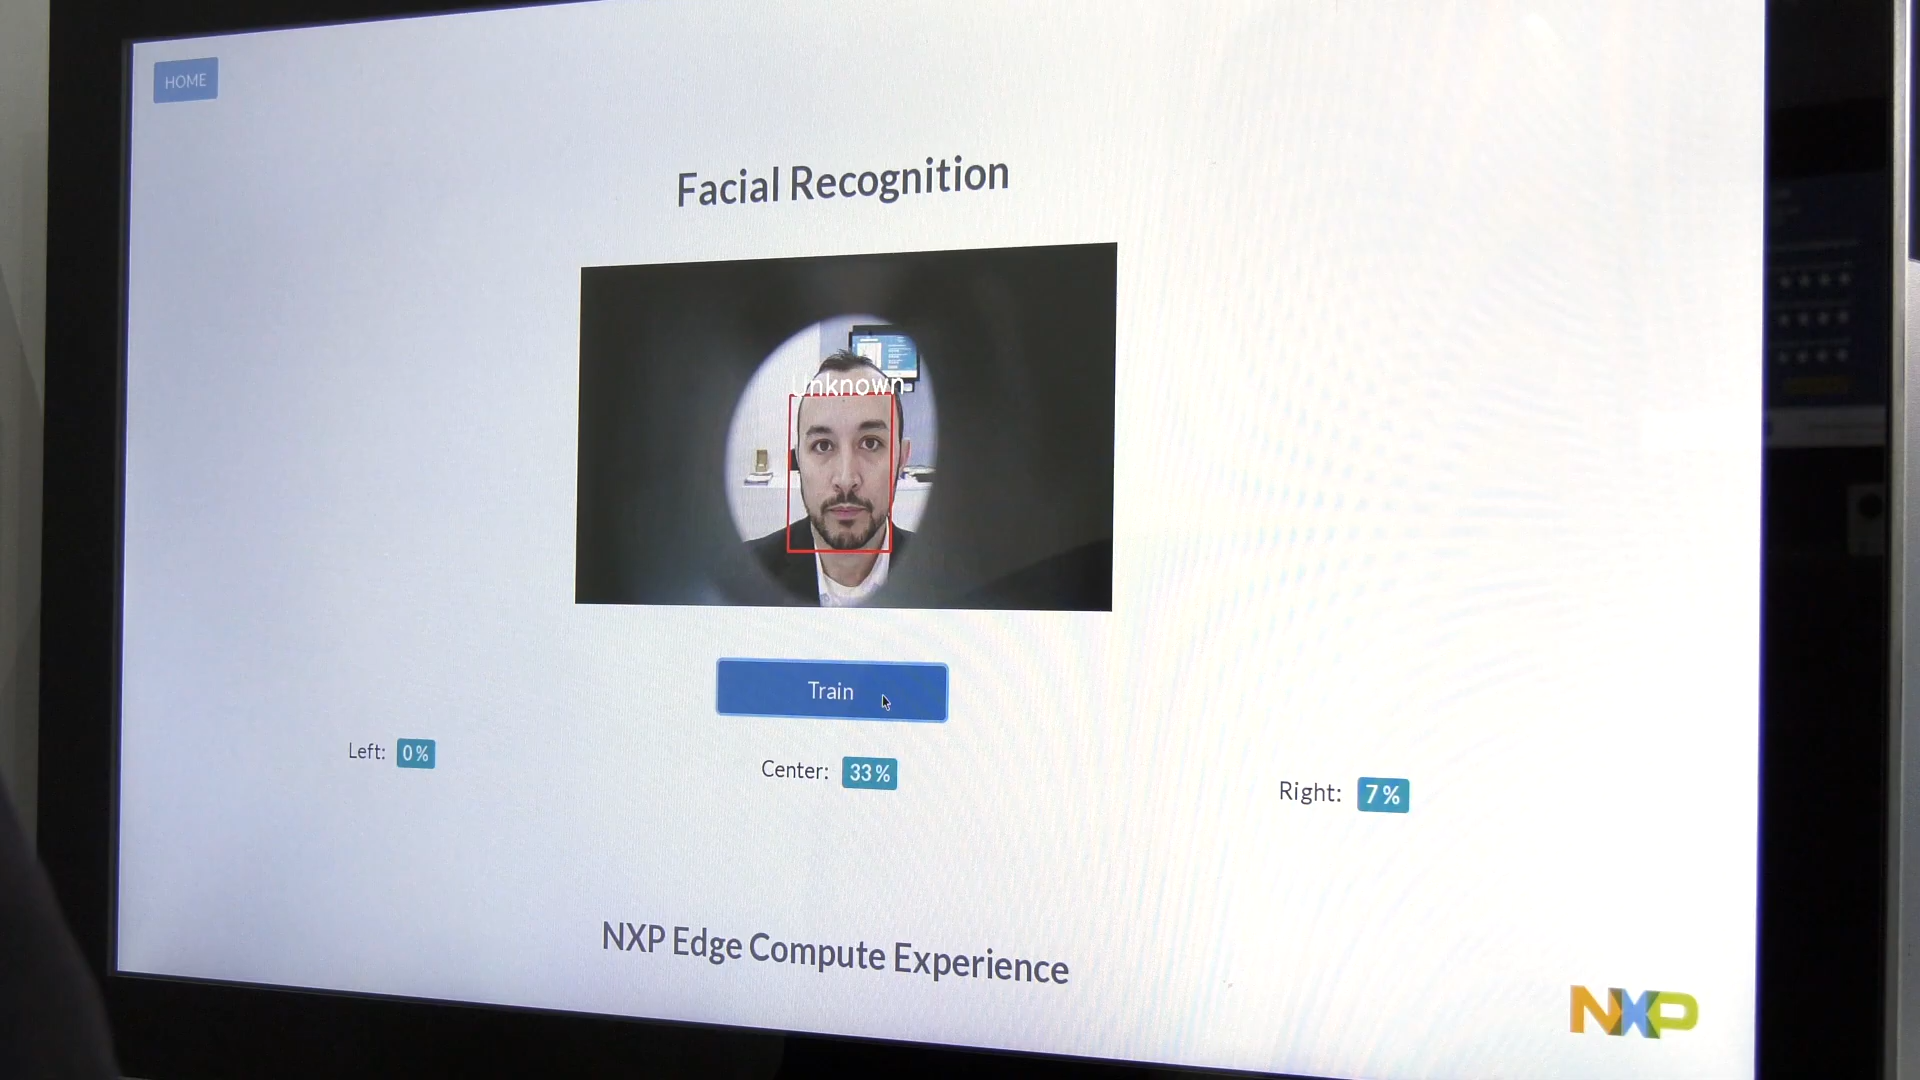 HOME
Facial Recognition
Unknown
Train
Left: 0%
Center: 33%
Right: 7%
NXP Edge Compute Experience
NXP